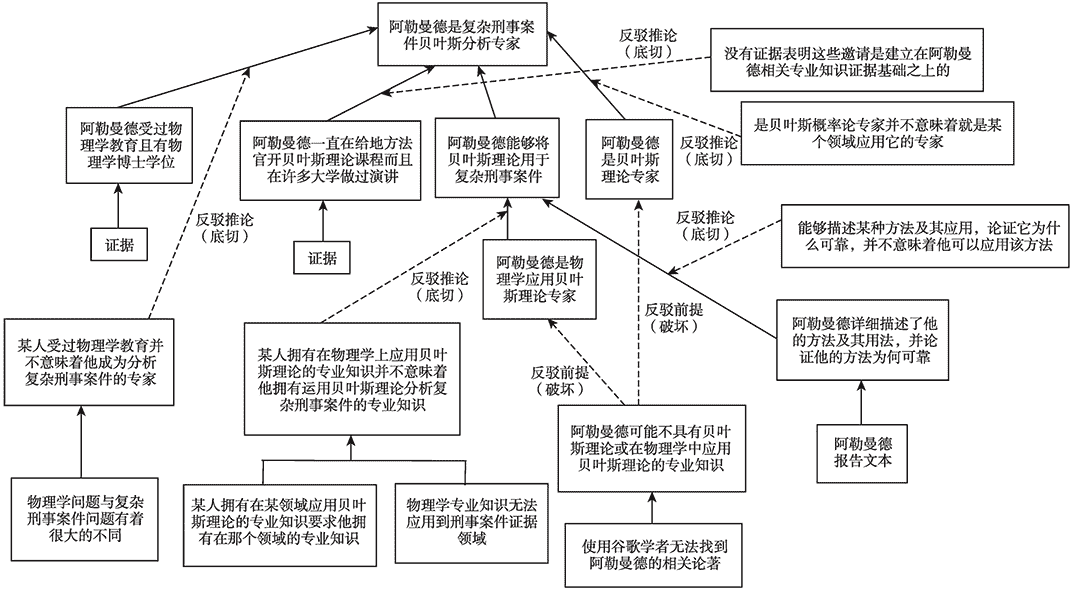 阿勒曼德是复杂刑事案
件贝叶斯分析专家
反驳推论
（底切）
没有证据表明这些邀请是建立在阿勒曼
德相关专业知识证据基础之上的
阿勒曼德受过物
理学教育且有物
理学博士学位
阿勒曼德一直在给地方法
官开贝叶斯理论课程而且
在许多大学做过演讲
阿勒曼德能够将
贝叶斯理论用于
复杂刑事案件
阿勒曼德
是贝叶斯
理论专家
反驳推论
（底切）
是贝叶斯概率论专家并不意味着就是某
个领域应用它的专家
证据
反驳推论
（底切）
证据
反驳推论
（底切）
阿勒曼德是物
理学应用贝叶
斯理论专家
反驳推论
（底切）
能够描述某种方法及其应用，论证它为什
么可靠，并不意味着他可以应用该方法
某人受过物理学教育并
不意味着他成为分析
复杂刑事案件的专家
某人拥有在物理学上应用贝叶
斯理论的专业知识并不意味着
他拥有运用贝叶斯理论分析复
杂刑事案件的专业知识
反驳前提
（破坏）
反驳前提
（破坏）
阿勒曼德详细描述了他
的方法及其用法，并论
证他的方法为何可靠
阿勒曼德可能不具有贝叶
斯理论或在物理学中应用
贝叶斯理论的专业知识
阿勒曼德
报告文本
物理学问题与复杂
刑事案件问题有着
很大的不同
某人拥有在某领域应用贝叶
斯理论的专业知识要求他拥
有在那个领域的专业知识
物理学专业知识无法
应用到刑事案件证据
领域
使用谷歌学者无法找到
阿勒曼德的相关论著